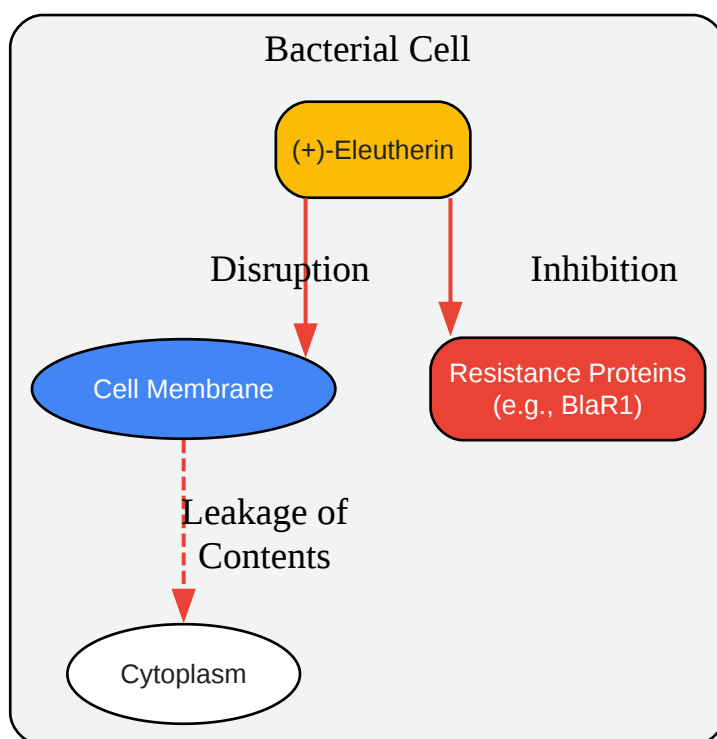 Bacterial Cell
(+)-Eleutherin
Disruption
Inhibition
Cell Membrane
Resistance Proteins
(e.g., BlaR1)
Leakage of
Contents
Cytoplasm